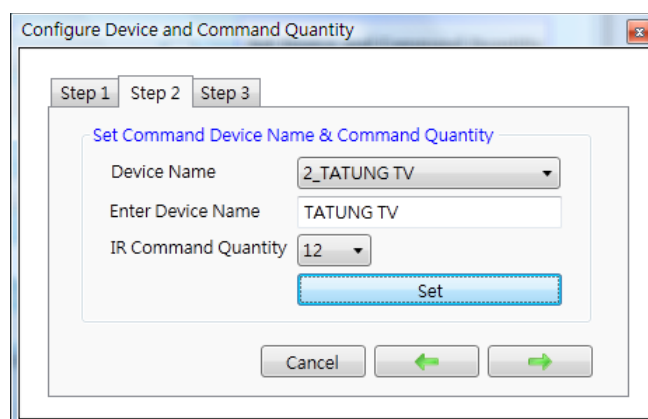 Configure Device and Command Quantity
Step 1 Step 2 Step 3
Set Command Device Name & Command Quantity
Device Name 2_TATUNG TV
Enter Device Name TATUNG TV
IR Command Quantity 12
Set
Cancel